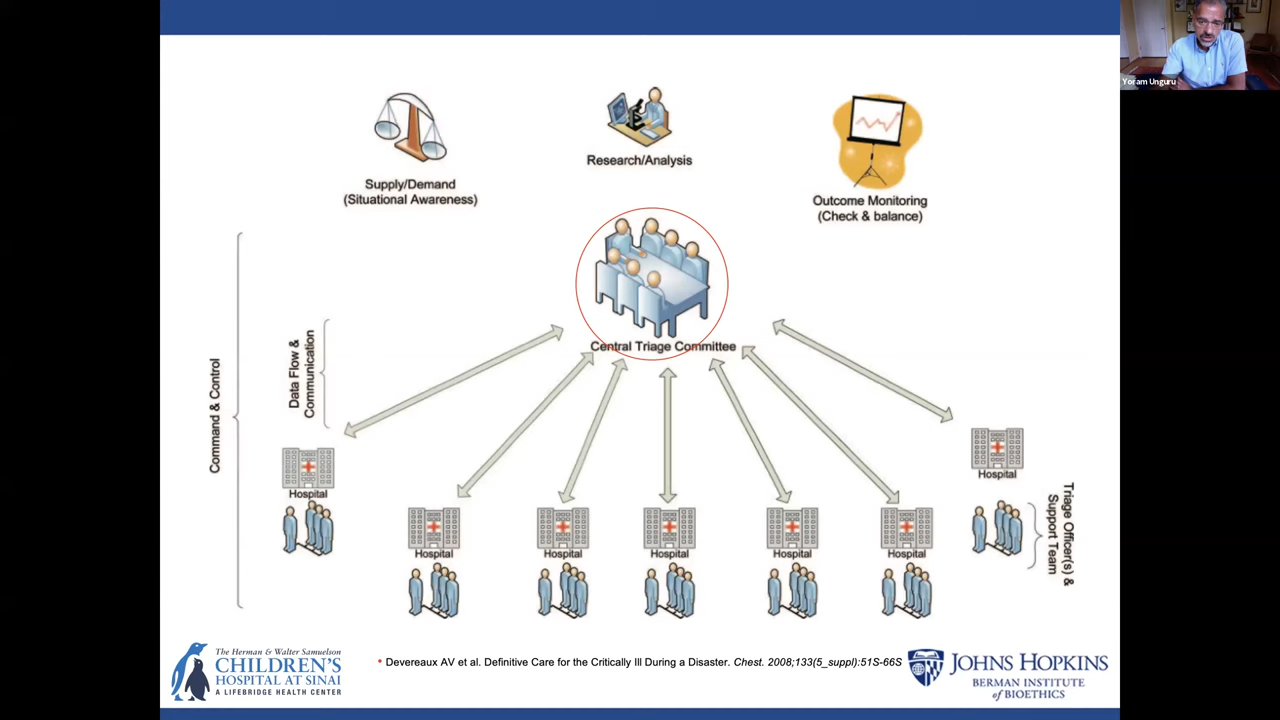 Yoram Unguru
Supply/Demand
(Situational Awareness)
Research/Analysis
Outcome Monitoring
(Check & balance)
Central Triage Committee
Command & Control
Data Flow &
Communication
Hospital
Hospital
Hospital
Hospital
Hospital
Hospital
Hospital
Triage Officer(s) &
Support Team
The Herman & Walter Samuelson
CHILDREN'S
HOSPITAL AT SINAI
A LIFEBRIDGE HEALTH CENTER
• Devereaux AV et al. Definitive Care for the Critically Ill During a Disaster. Chest. 2008;133(5_suppl):51S-66S
JOHNS HOPKINS
BERMAN INSTITUTE
of BIOETHICS